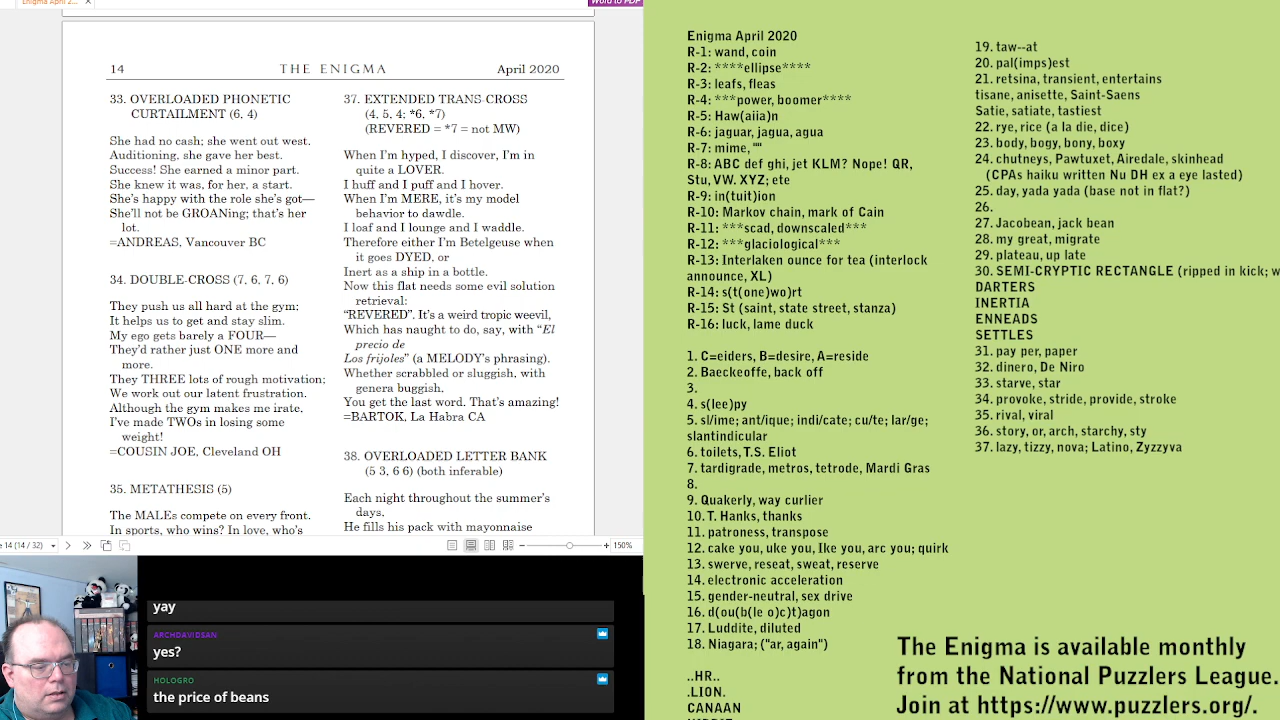 Enigma April 2...
Word to PDF
14 THE ENIGMA April 2020
33. OVERLOADED PHONETIC
CURTAILMENT (6, 4)
She had no cash; she went out west.
Auditioning, she gave her best.
Success! She earned a minor part.
She knew it was, for her, a start.
She's happy with the role she's got—
She'll not be GROANing; that's her
lot.
=ANDREAS, Vancouver BC
34. DOUBLE-CROSS (7, 6, 7, 6)
They push us all hard at the gym:
It helps us to get and stay slim.
My ego gets barely a FOUR—
They'd rather just ONE more and
more.
They THREE lots of rough motivation;
We work out our latent frustration.
Although the gym makes me irate,
I've made TWOs in losing some
weight!
=COUSIN JOE, Cleveland OH
35. METATHESIS (5)
The MALEs compete on every front.
In sports, who wins? In love, who's
37. EXTENDED TRANS-CROSS
(4, 5, 4; *6, *7)
(REVERED = *7 = not MW)
When I'm hyped, I discover, I'm in
quite a LOVER.
I huff and I puff and I hover.
When I'm MERE, it's my model
behavior to dawdle.
I loaf and I lounge and I waddle.
Therefore either I'm Betelgeuse when
it goes DYED, or
Inert as a ship in a bottle.
Now this flat needs some evil solution
retrieval:
“REVERED”. It's a weird tropic weevil,
Which has naught to do, say, with “El
precio de
Los frijoles” (a MELODY's phrasing).
Whether scrabbled or sluggish, with
genera buggish,
You get the last word. That's amazing!
=BARTOK, La Habra CA
38. OVERLOADED LETTER BANK
(5 3, 6 6) (both inferable)
Each night throughout the summer's
days,
He fills his pack with mayonnaise
e 14 (14 / 32)
150%
yay
ARCHDAVIDSAN
yes?
HOLOGRO
the price of beans
Enigma April 2020
R-1: wand, coin
R-2: ****ellipse****
R-3: leafs, fleas
R-4: ***power, boomer****
R-5: Haw(aiia)n
R-6: jaguar, jagua, agua
R-7: mime, ""
R-8: ABC def ghi, jet KLM? Nope! QR,
Stu, VW. XYZ; ete
R-9: in(tuit)ion
R-10: Markov chain, mark of Cain
R-11: ***scad, downscaled***
R-12: ***glaciological***
R-13: Interlaken ounce for tea (interlock
announce, XL)
R-14: s(t(one)wo)rt
R-15: St (saint, state street, stanza)
R-16: luck, lame duck
1. C=eiders, B=desire, A=reside
2. Baeckeoffe, back off
3.
4. s(lee)py
5. sl/ime; ant/ique; indi/cate; cu/te; lar/ge;
slantindicular
6. toilets, T.S. Eliot
7. tardigrade, metros, tetrode, Mardi Gras
8.
9. Quakerly, way curlier
10. T. Hanks, thanks
11. patroness, transpose
12. cake you, uke you, Ike you, arc you; quirk
13. swerve, reseat, sweat, reserve
14. electronic acceleration
15. gender-neutral, sex drive
16. d(ou(b(le o)c)t)agon
17. Luddite, diluted
18. Niagara; ("ar, again")
..HR..
.LION.
CANAAN
19. taw--at
20. pal(imps)est
21. retsina, transient, entertains
tisane, anisette, Saint-Saens
Satie, satiate, tastiest
22. rye, rice (a la die, dice)
23. body, bogy, bony, boxy
24. chutneys, Pawtuxet, Airedale, skinhead
(CPAs haiku written Nu DH ex a eye lasted)
25. day, yada yada (base not in flat?)
26.
27. Jacobean, jack bean
28. my great, migrate
29. plateau, up late
30. SEMI-CRYPTIC RECTANGLE (ripped in kick; w
DARTERS
INERTIA
ENNEADS
SETTLES
31. pay per, paper
32. dinero, De Niro
33. starve, star
34. provoke, stride, provide, stroke
35. rival, viral
36. story, or, arch, starchy, sty
37. lazy, tizzy, nova; Latino, Zyzzyva
The Enigma is available monthly
from the National Puzzlers League.
Join at https://www.puzzlers.org/.